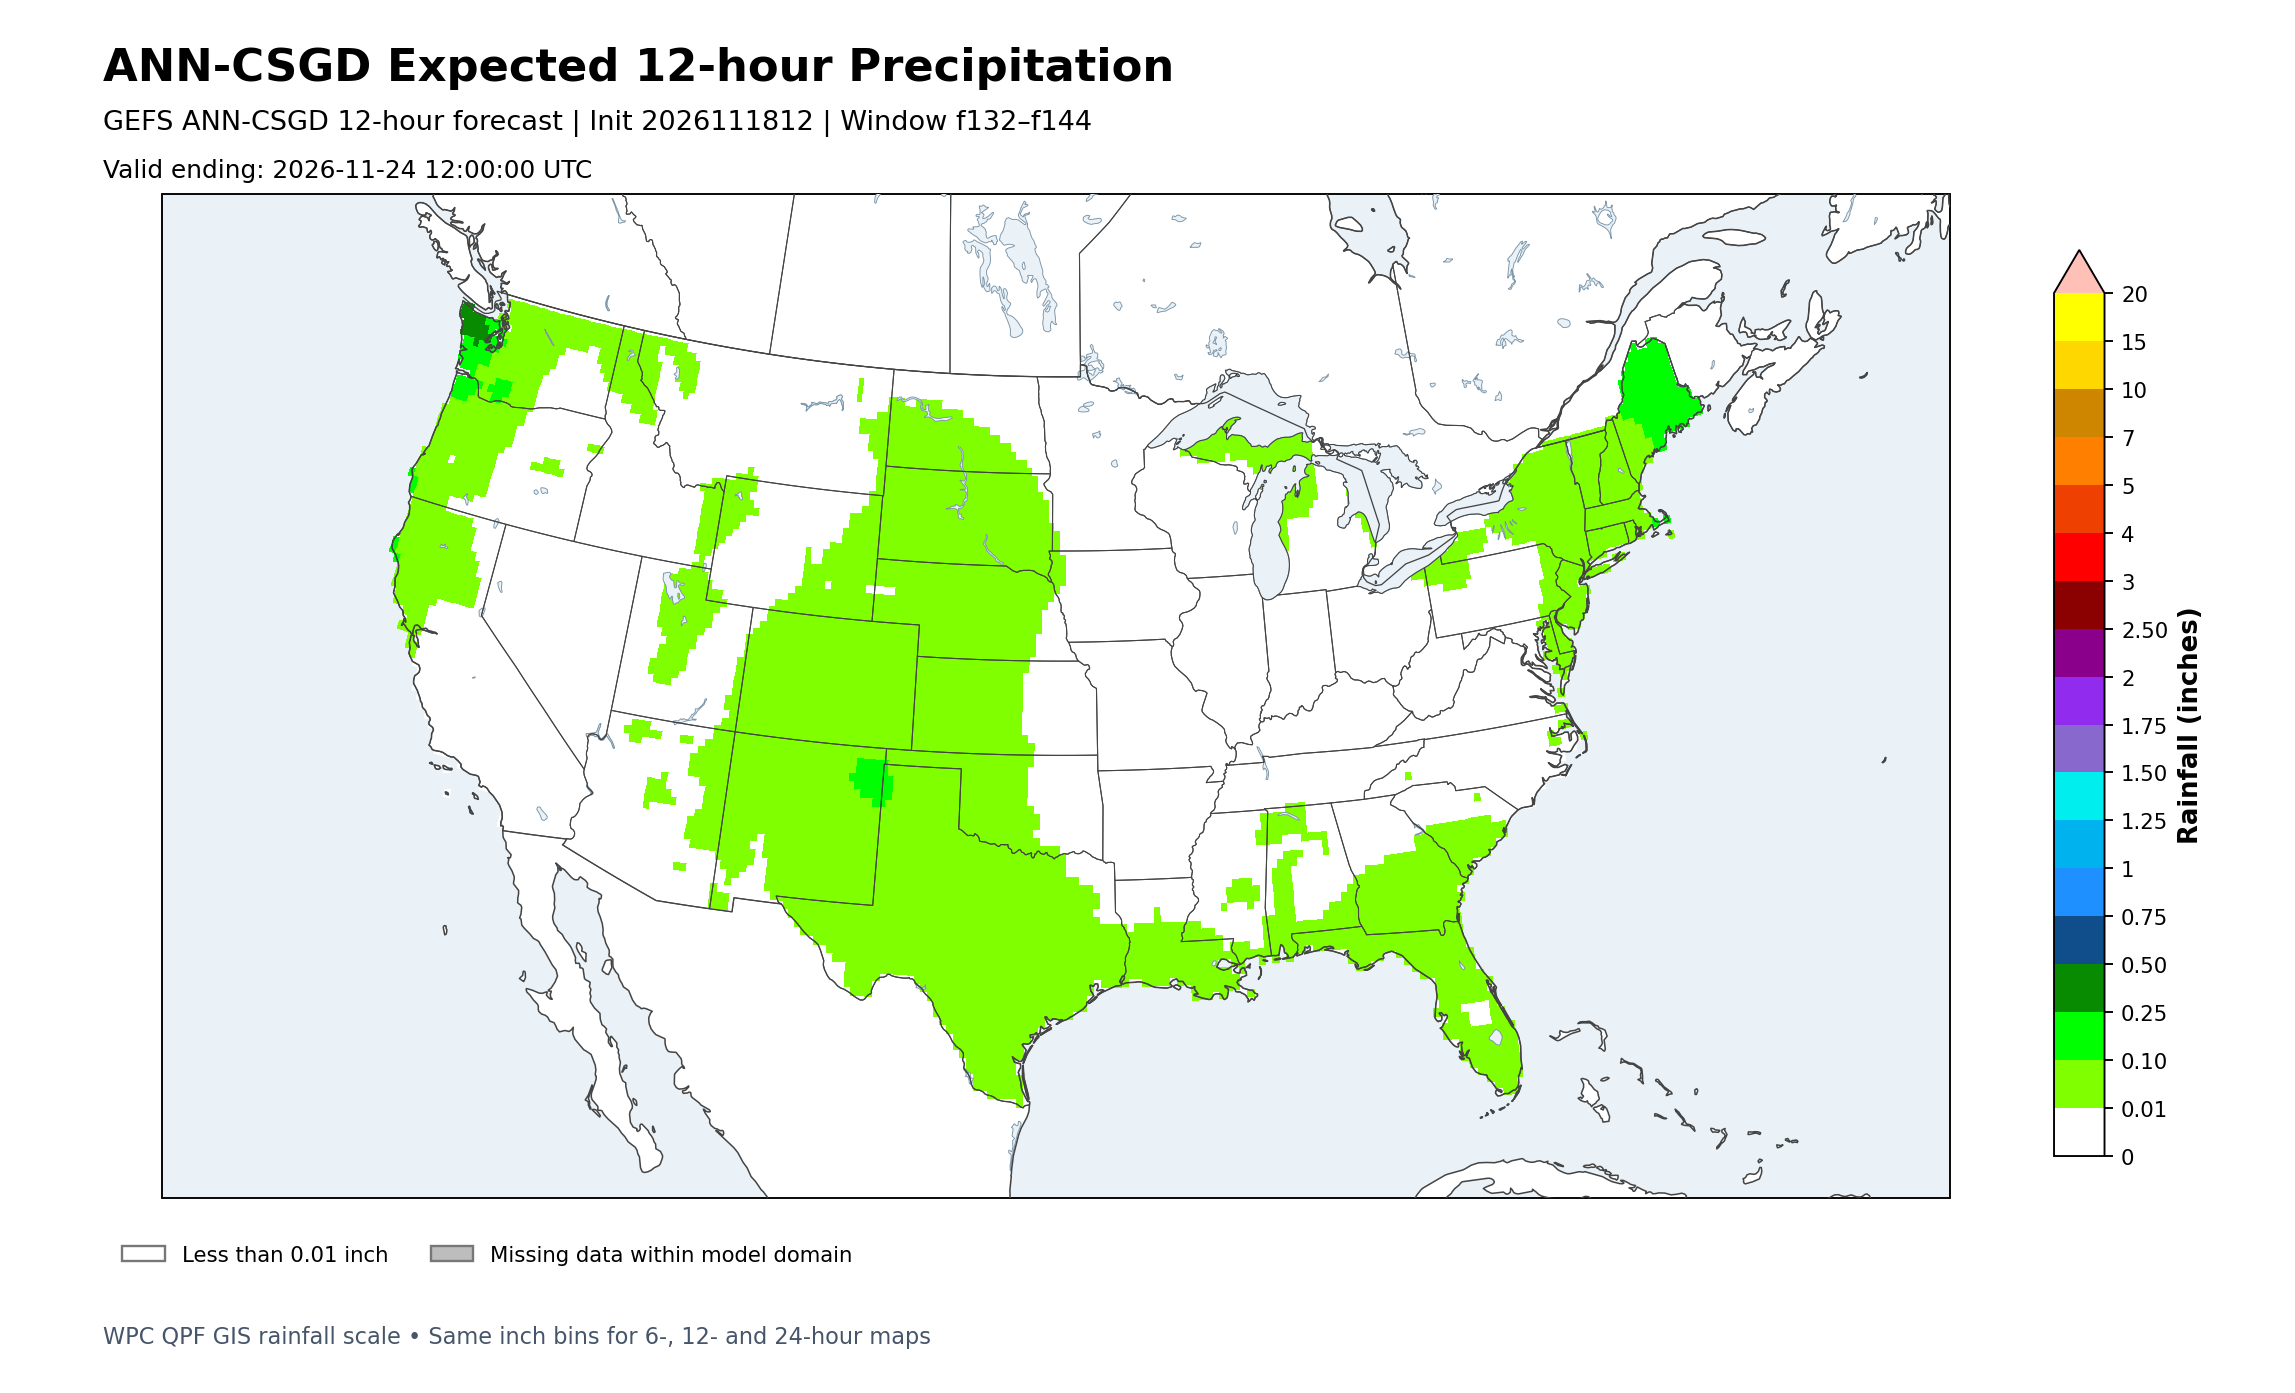 ANN-CSGD Expected 12-hour Precipitation
GEFS ANN-CSGD 12-hour forecast | Init 2026111812 | Window f132–f144
Valid ending: 2026-11-24 12:00:00 UTC
20
15
10
7
5
4
3
2.50
2
1.75
1.50
1.25
1
0.75
0.50
0.25
0.10
0.01
0
Rainfall (inches)
Less than 0.01 inch
Missing data within model domain
WPC QPF GIS rainfall scale • Same inch bins for 6-, 12- and 24-hour maps